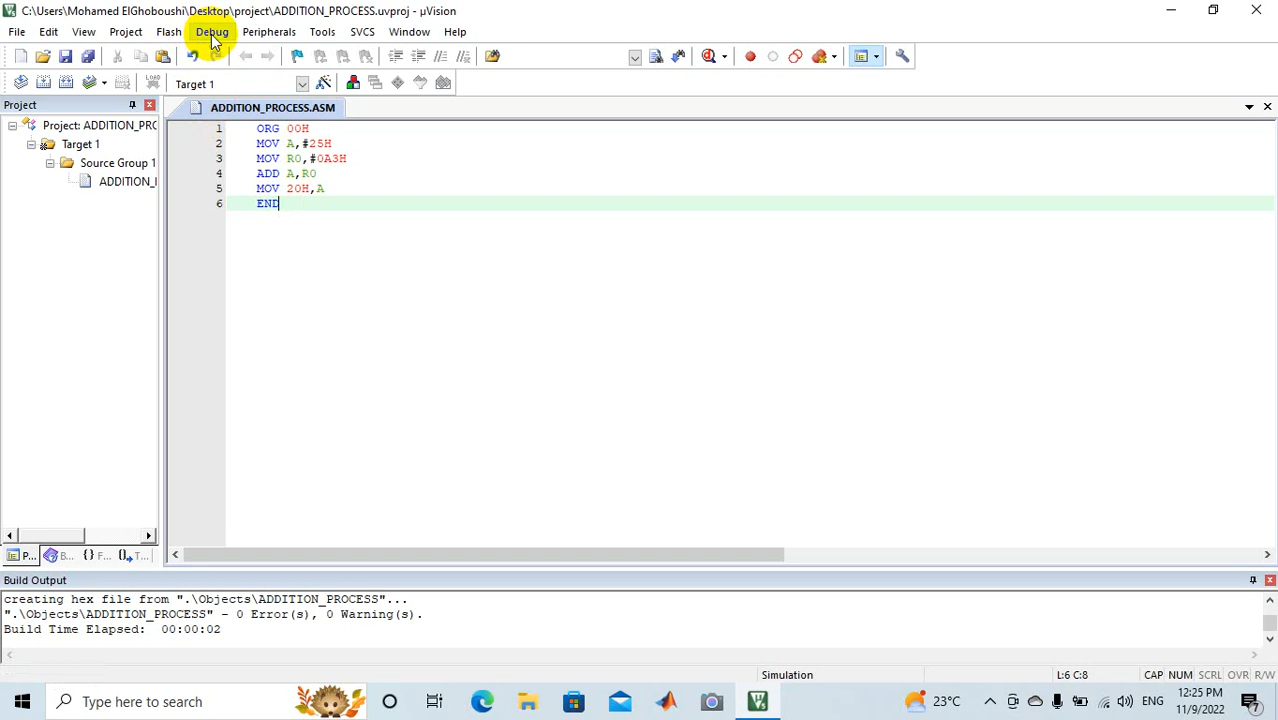 C:\Users\Mohamed ElGhoboushi\Desktop\project\ADDITION_PROCESS.uvproj - µVision
File Edit View Project Flash Debug Peripherals Tools SVCS Window Help
Target 1
Project
ADDITION_PROCESS.ASM
Project: ADDITION_PRO
Target 1
Source Group 1
ADDITION_I
1 ORG 00H
2 MOV A,#25H
3 MOV R0,#0A3H
4 ADD A,R0
5 MOV 20H,A
6 END
P... B... {} F... T...
Build Output
creating hex file from ".\Objects\ADDITION_PROCESS"...
".\Objects\ADDITION_PROCESS" - 0 Error(s), 0 Warning(s).
Build Time Elapsed: 00:00:02
Simulation L:6 C:8 CAP NUM SCRL OVR R/W
Type here to search
23°C
ENG
12:25 PM
11/9/2022
7